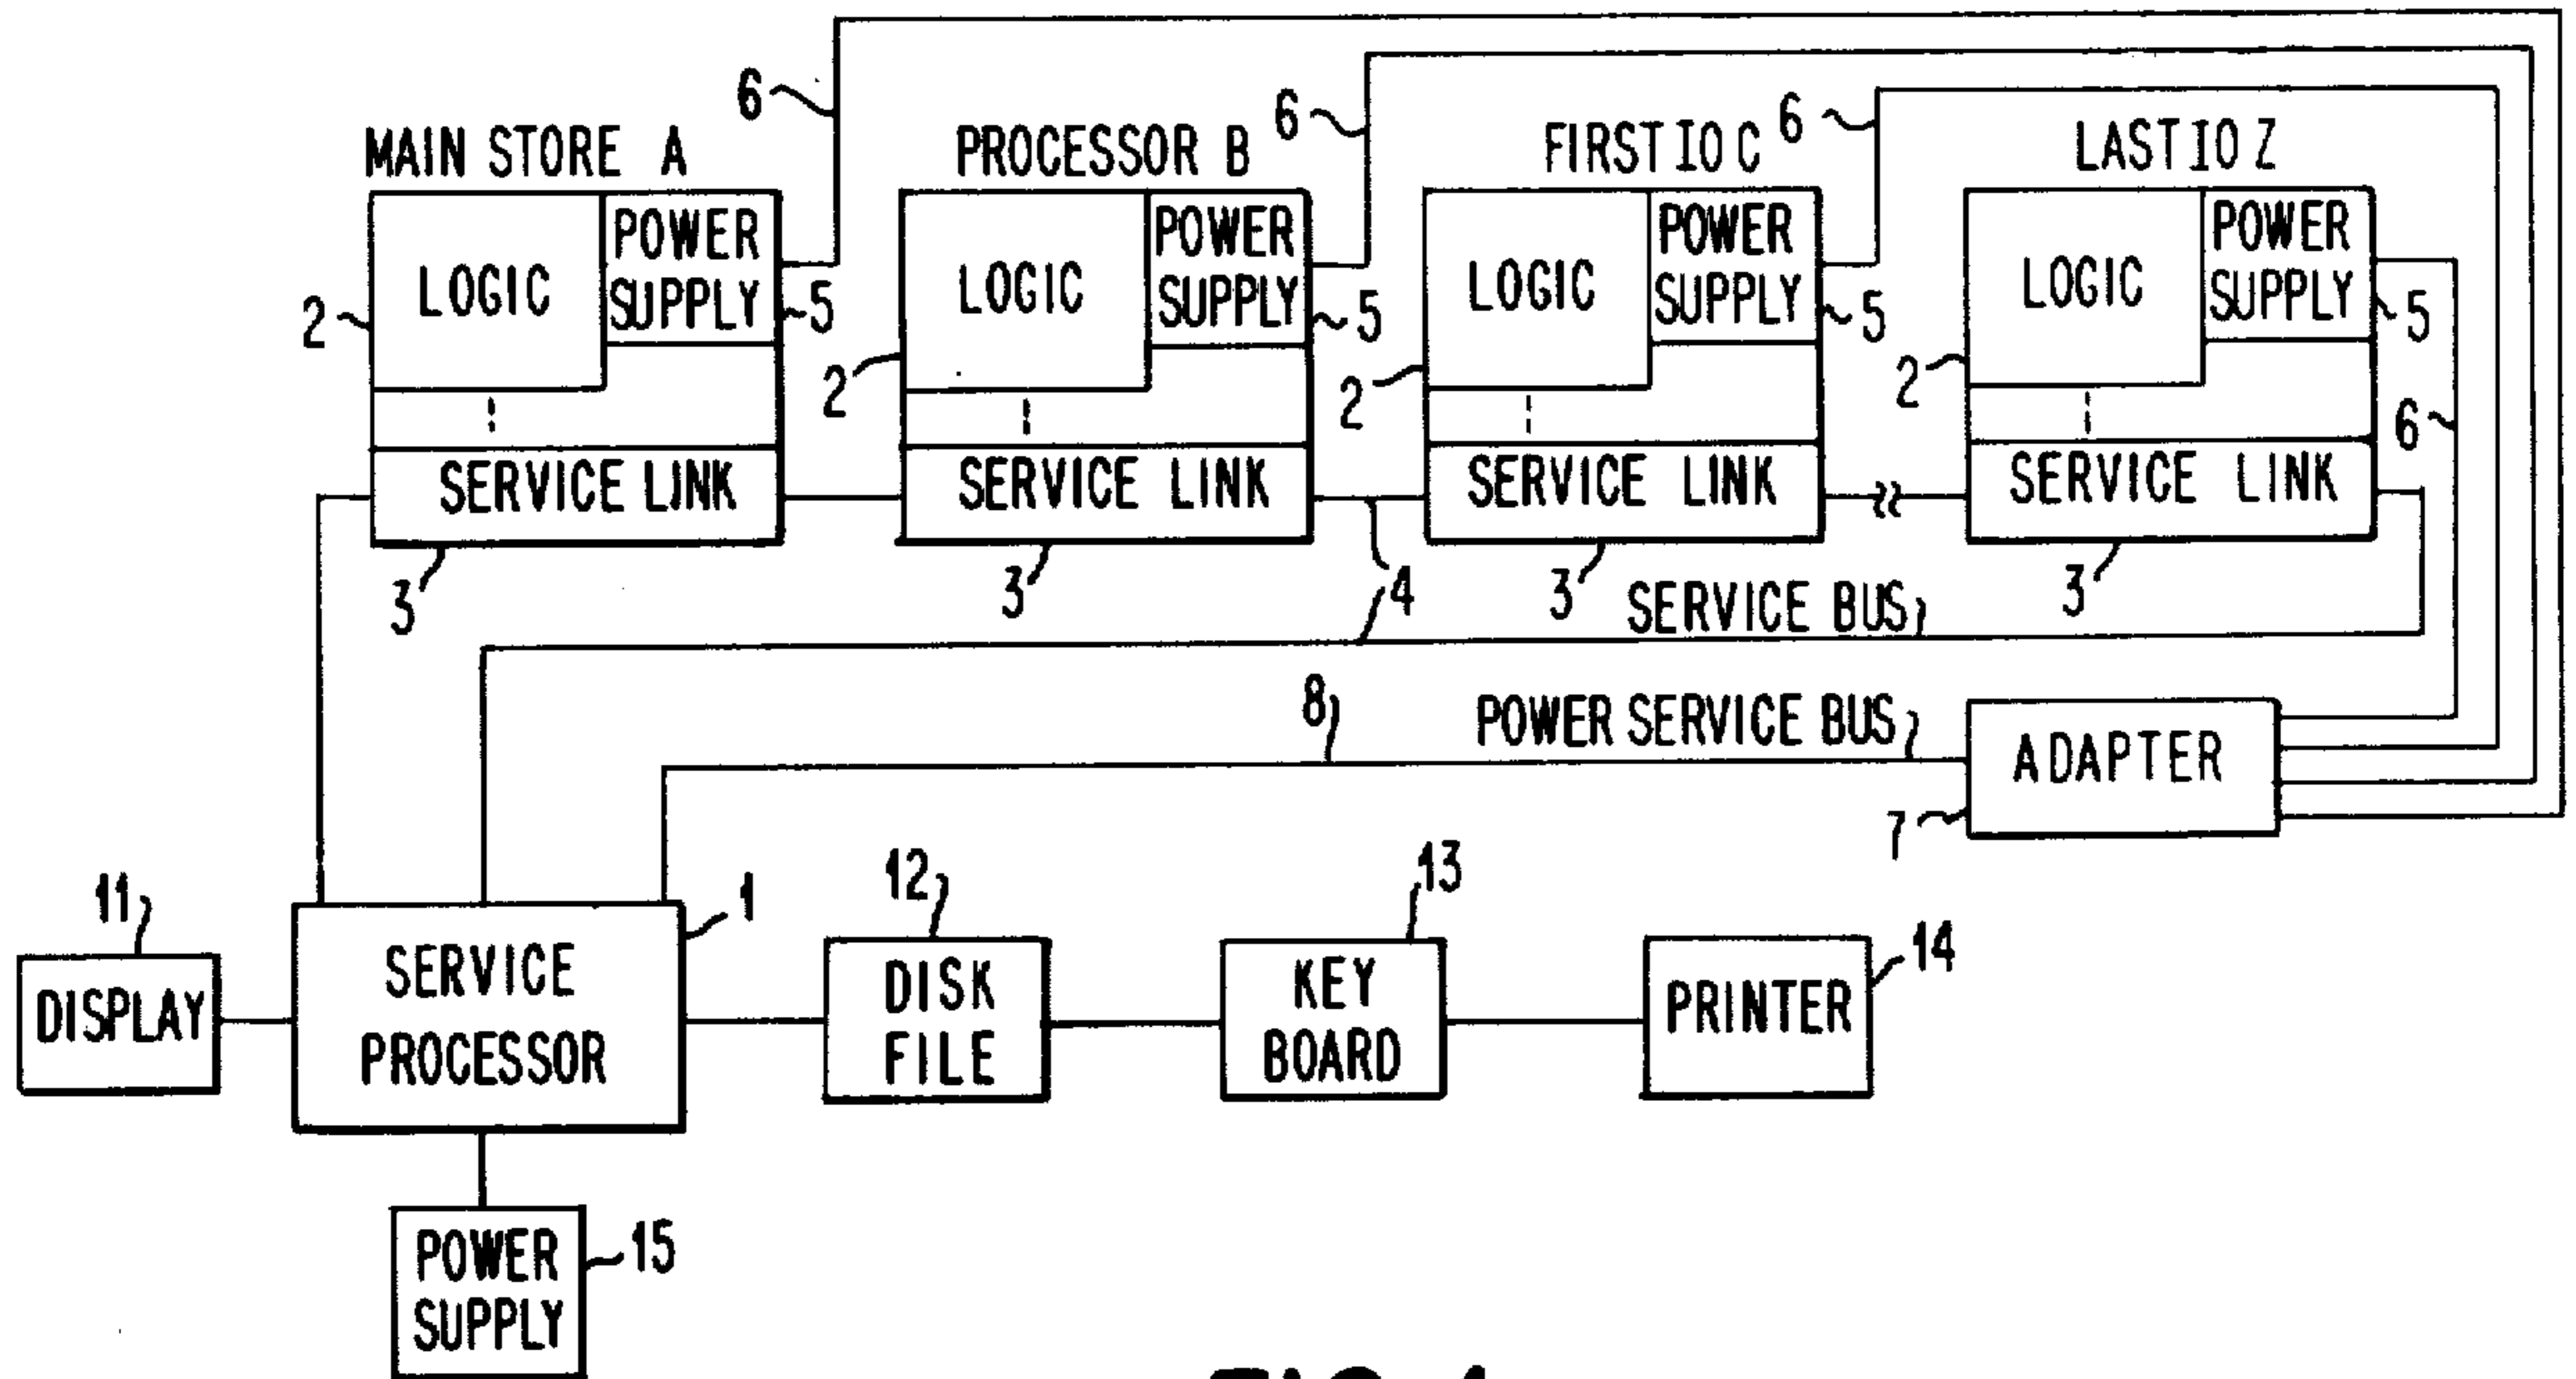 6
6
6
MAIN STORE A
PROCESSOR B
FIRST IO C
LAST IO Z
LOGIC
POWER
SUPPLY
LOGIC
POWER
SUPPLY
LOGIC
POWER
SUPPLY
LOGIC
POWER
SUPPLY
2
5
2
5
2
5
2
5
6
SERVICE LINK
SERVICE LINK
SERVICE LINK
SERVICE LINK
3
3
4
3
3
SERVICE BUS
8
POWER SERVICE BUS
ADAPTER
7
11
1
12
13
14
DISPLAY
SERVICE
PROCESSOR
DISK
FILE
KEY
BOARD
PRINTER
POWER
SUPPLY
15